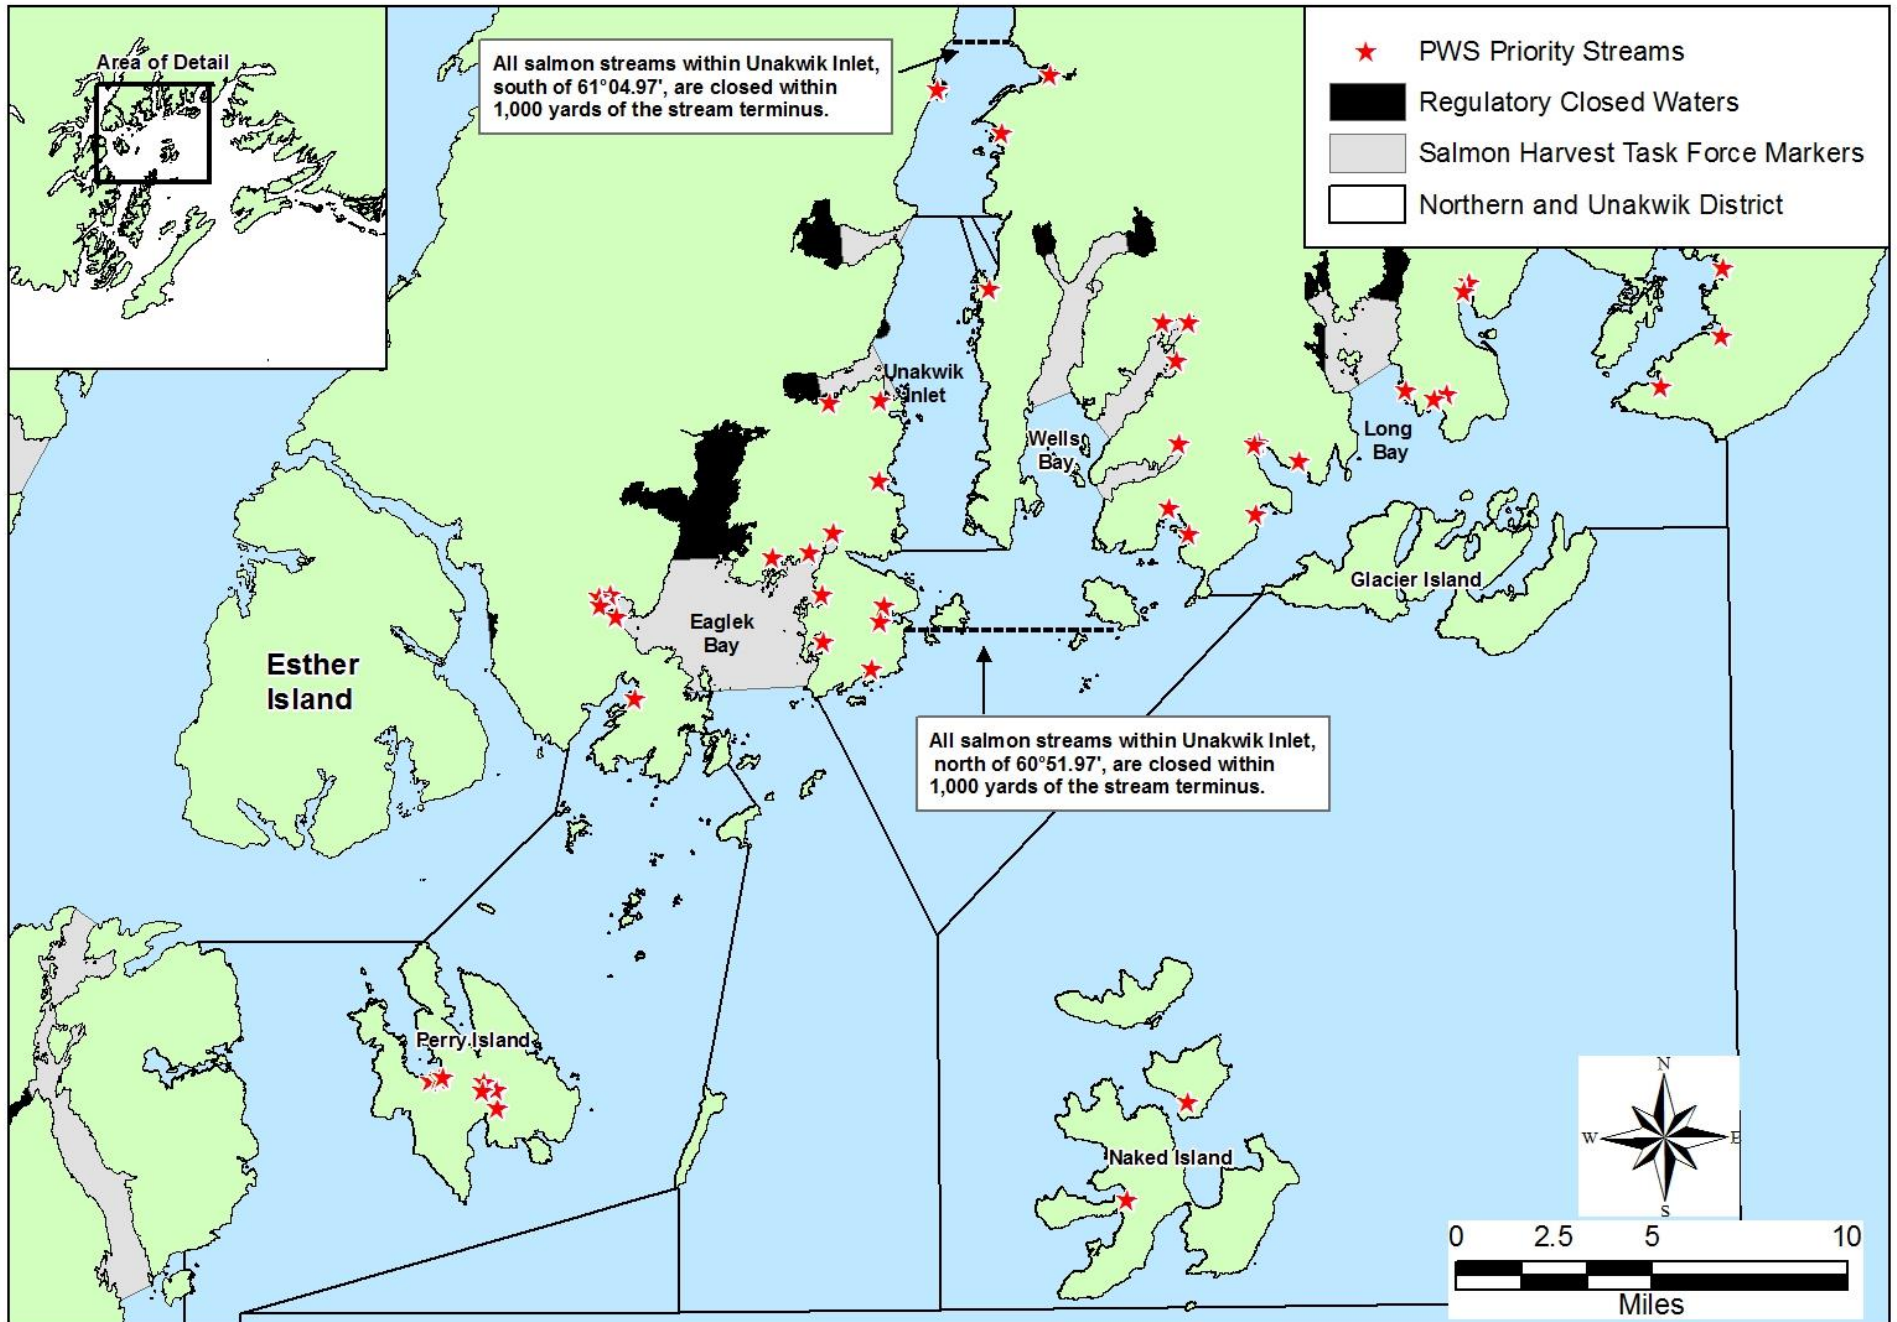 Area of Detail
All salmon streams within Unakwik Inlet,
south of 61°04.97', are closed within
1,000 yards of the stream terminus.
PWS Priority Streams
Regulatory Closed Waters
Salmon Harvest Task Force Markers
Northern and Unakwik District
Unakwik
Inlet
Wells
Bay
Long
Bay
Glacier Island
Eaglek
Bay
Esther
Island
All salmon streams within Unakwik Inlet,
north of 60°51.97', are closed within
1,000 yards of the stream terminus.
Perry Island
Naked Island
N
W
E
S
0 2.5 5 10
Miles